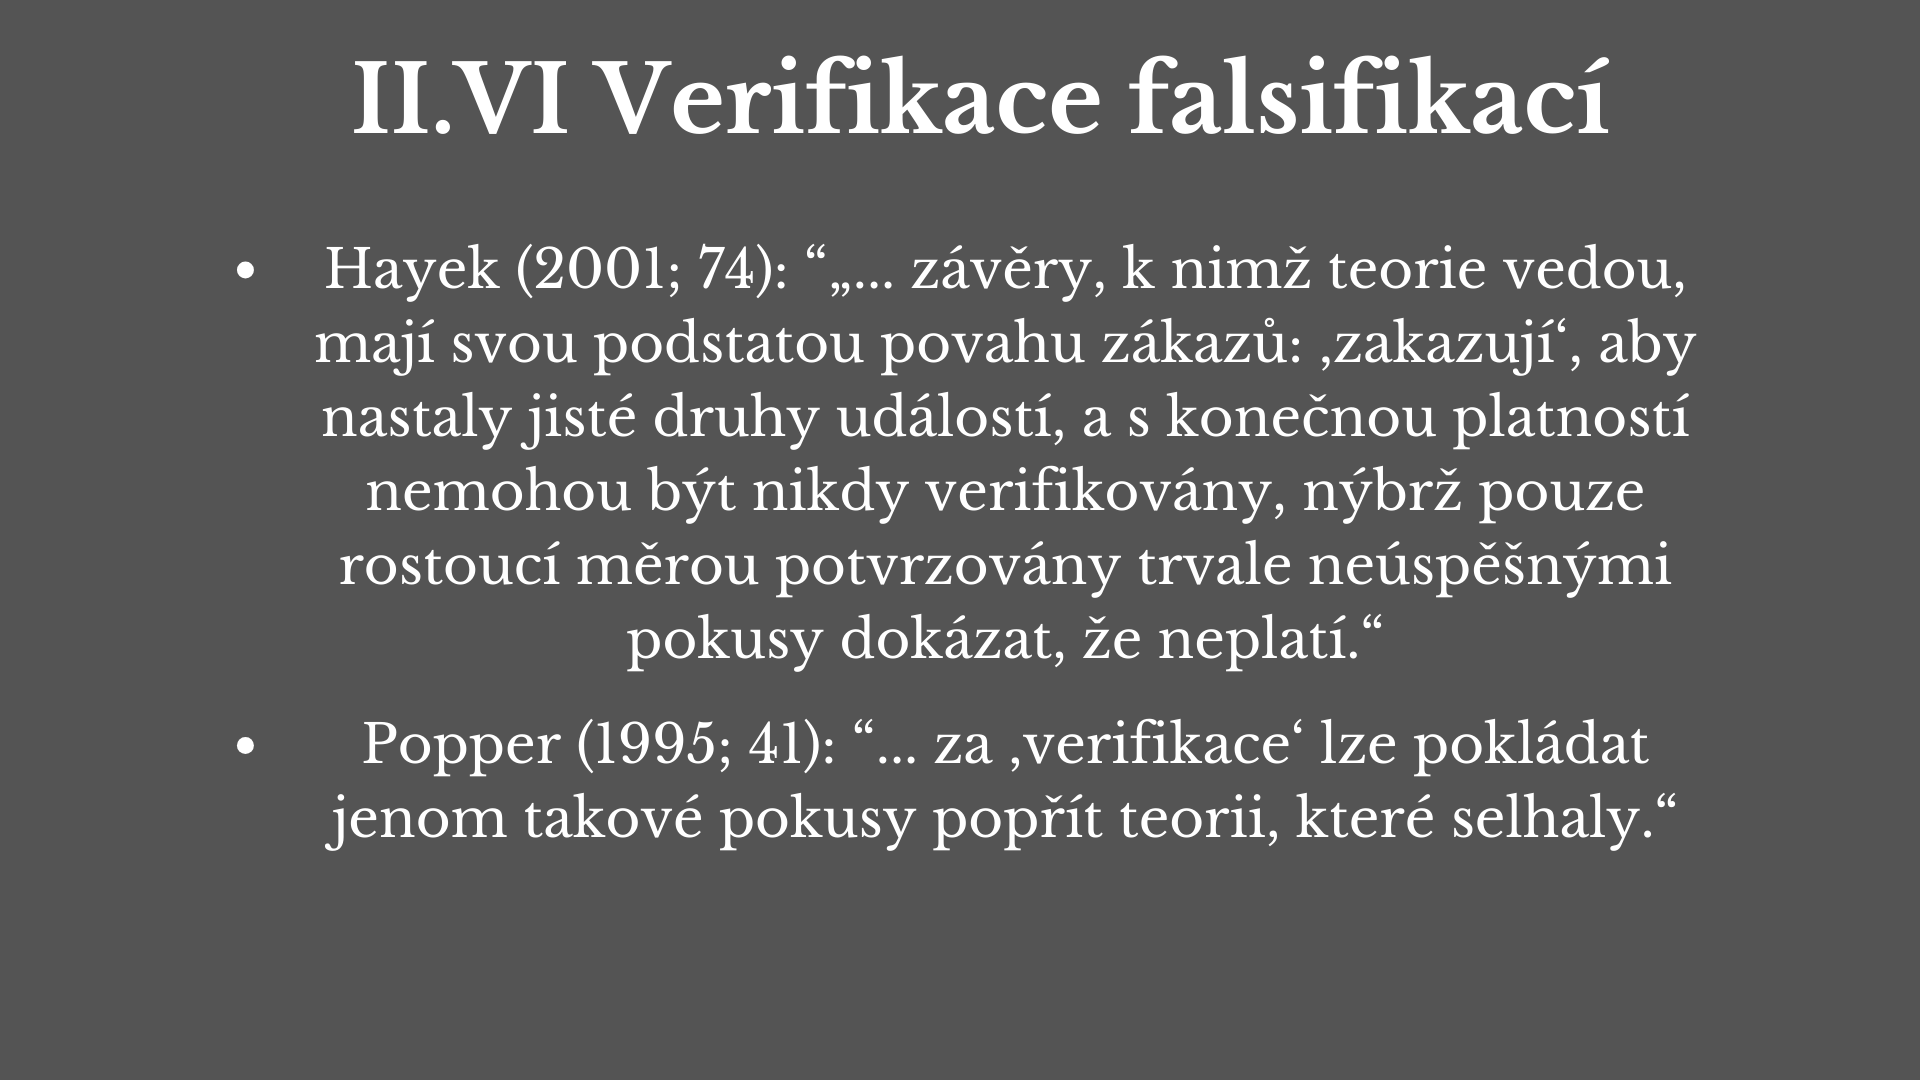 II.VI Verifikace falsifikací
• Hayek (2001; 74): “„... závěry, k nimž teorie vedou,
mají svou podstatou povahu zákazů: ‚zakazují‘, aby
nastaly jisté druhy událostí, a s konečnou platností
nemohou být nikdy verifikovány, nýbrž pouze
rostoucí měrou potvrzovány trvale neúspěšnými
pokusy dokázat, že neplatí.“
• Popper (1995; 41): “... za ‚verifikace‘ lze pokládat
jenom takové pokusy popřít teorii, které selhaly.“